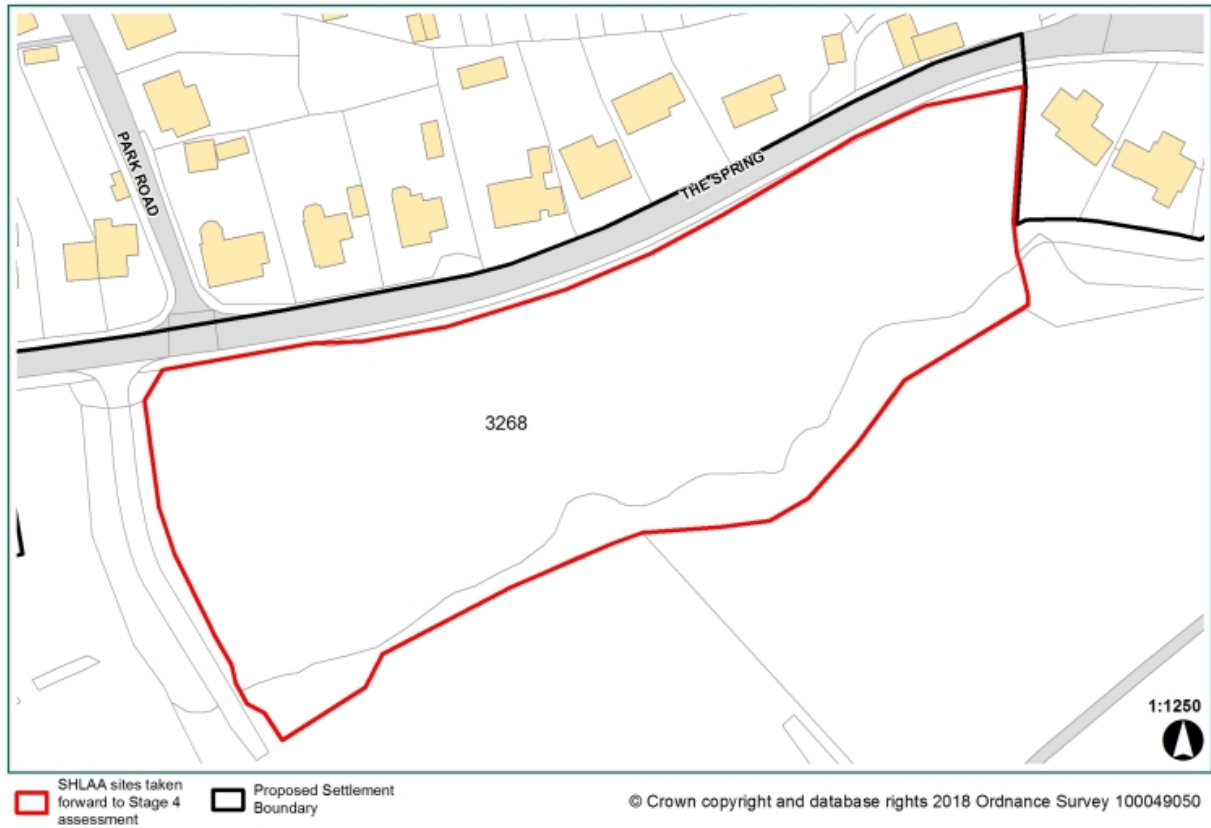 PARK ROAD
THE SPRING
3268
1:1250
SHLAA sites taken
forward to Stage 4
assessment
Proposed Settlement
Boundary
© Crown copyright and database rights 2018 Ordnance Survey 100049050